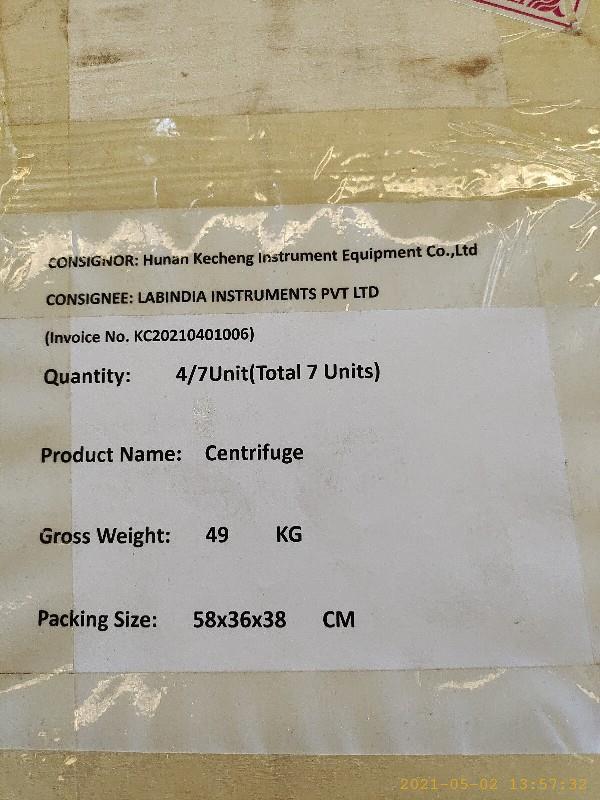 CONSIGNOR: Hunan Kecheng Instrument Equipment Co.,Ltd
CONSIGNEE: LABINDIA INSTRUMENTS PVT LTD
(Invoice No. KC20210401006)
Quantity: 4/7Unit(Total 7 Units)
Product Name: Centrifuge
Gross Weight: 49 KG
Packing Size: 58x36x38 CM
2021-05-02 13:57:32